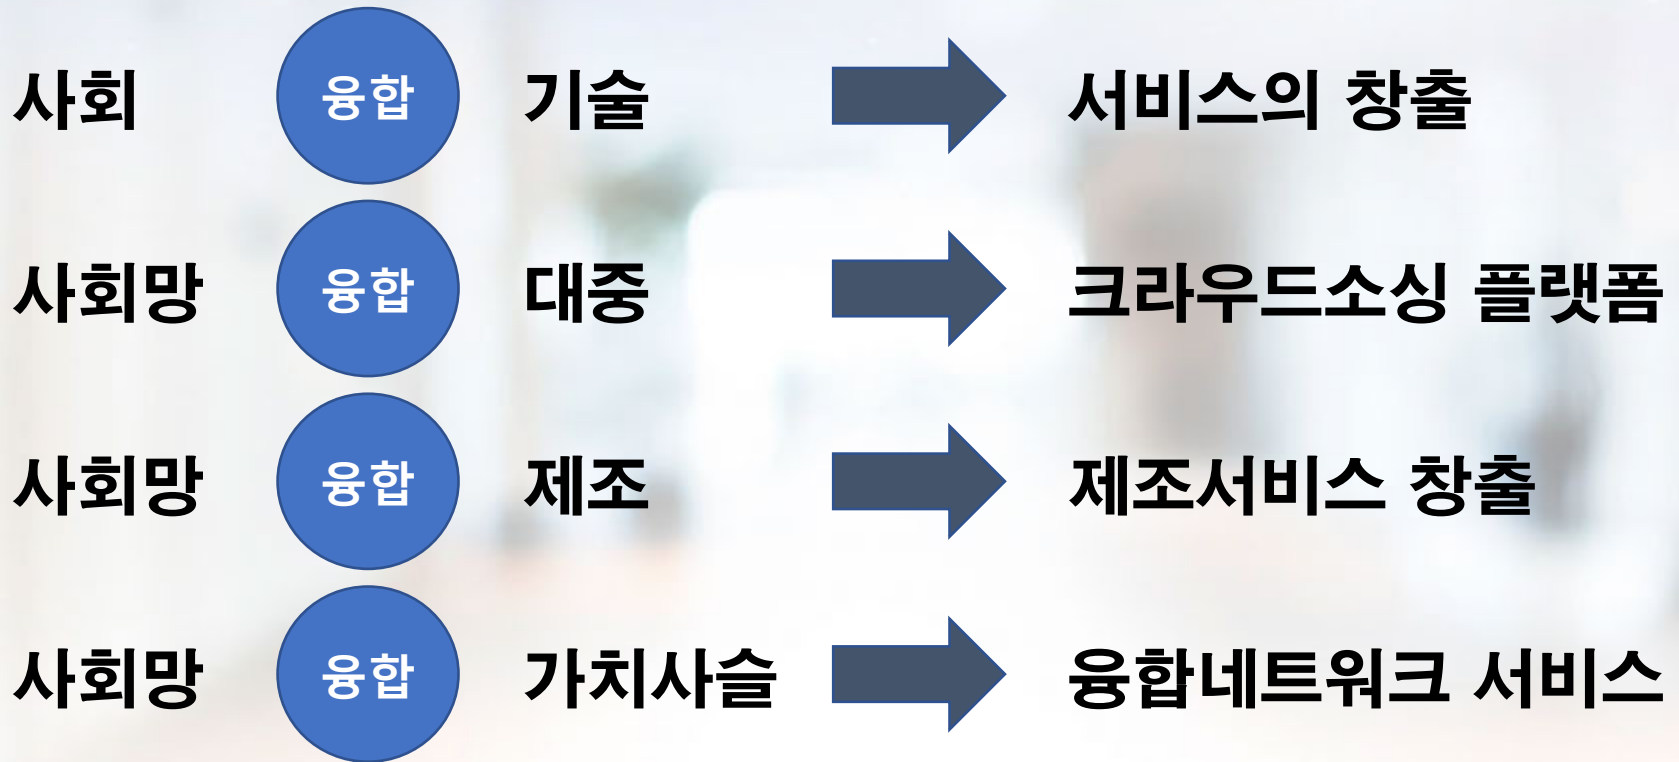 사회 융합 기술 서비스의 창출
사회망 융합 대중 크라우드소싱 플랫폼
사회망 융합 제조 제조서비스 창출
사회망 융합 가치사슬 융합네트워크 서비스